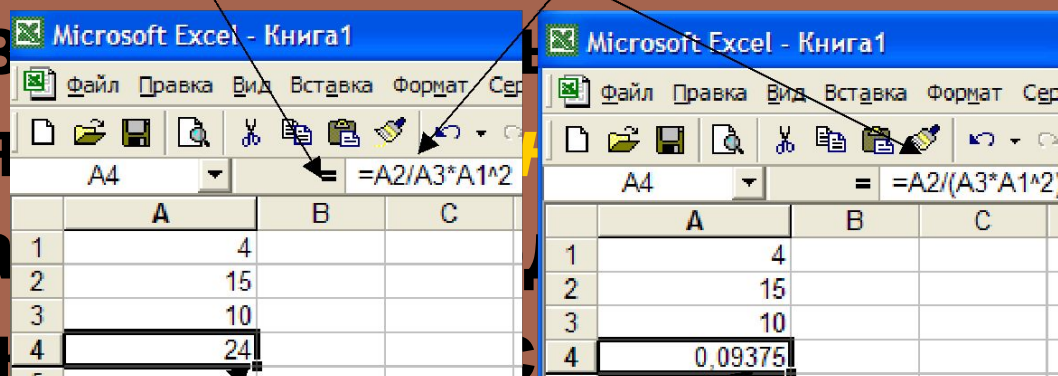 Microsoft Excel - Книга1
Файл Правка Вид Вставка Формат Сер
A4 = =A2/A3*A1^2
A B C
1 4
2 15
3 10
4 24
Microsoft Excel - Книга1
Файл Правка Вид Вставка Формат Сер
A4 = =A2/(A3*A1^2)
A B C
1 4
2 15
3 10
4 0,09375